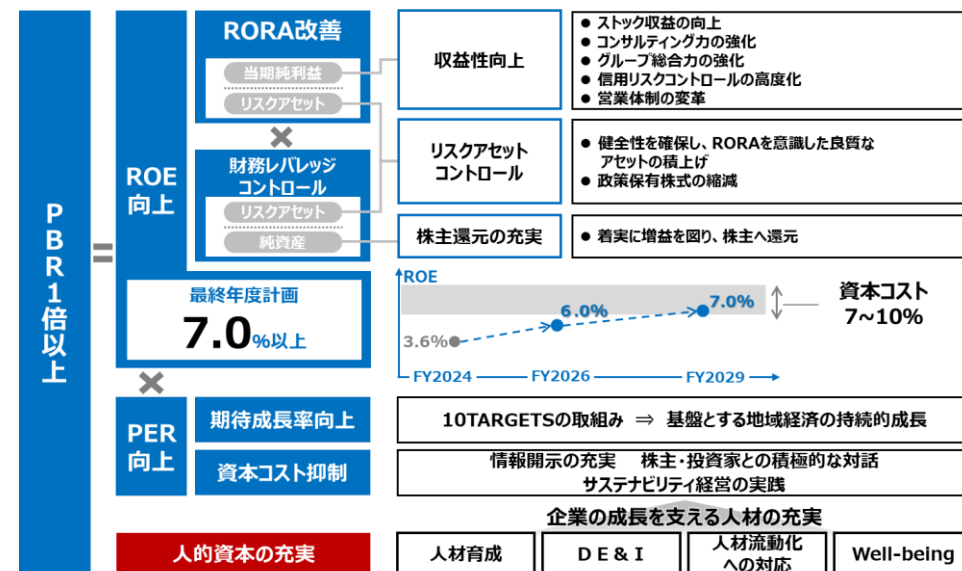 PBR1倍以上
＝
ROE
向上
RORA改善
当期純利益
リスクアセット
×
財務レバレッジ
コントロール
リスクアセット
純資産
収益性向上
● ストック収益の向上
● コンサルティング力の強化
● グループ総合力の強化
● 信用リスクコントロールの高度化
● 営業体制の変革
リスクアセット
コントロール
● 健全性を確保し、RORAを意識した良質な
アセットの積上げ
● 政策保有株式の縮減
株主還元の充実
● 着実に増益を図り、株主へ還元
最終年度計画
7.0%以上
ROE
3.6%
6.0%
7.0%
資本コスト
7~10%
FY2024
FY2026
FY2029
×
PER
向上
期待成長率向上
10TARGETSの取組み ⇒ 基盤とする地域経済の持続的成長
資本コスト抑制
情報開示の充実 株主・投資家との積極的な対話
サステナビリティ経営の実践
企業の成長を支える人材の充実
人的資本の充実
人材育成
ＤＥ＆Ｉ
人材流動化
への対応
Well-being